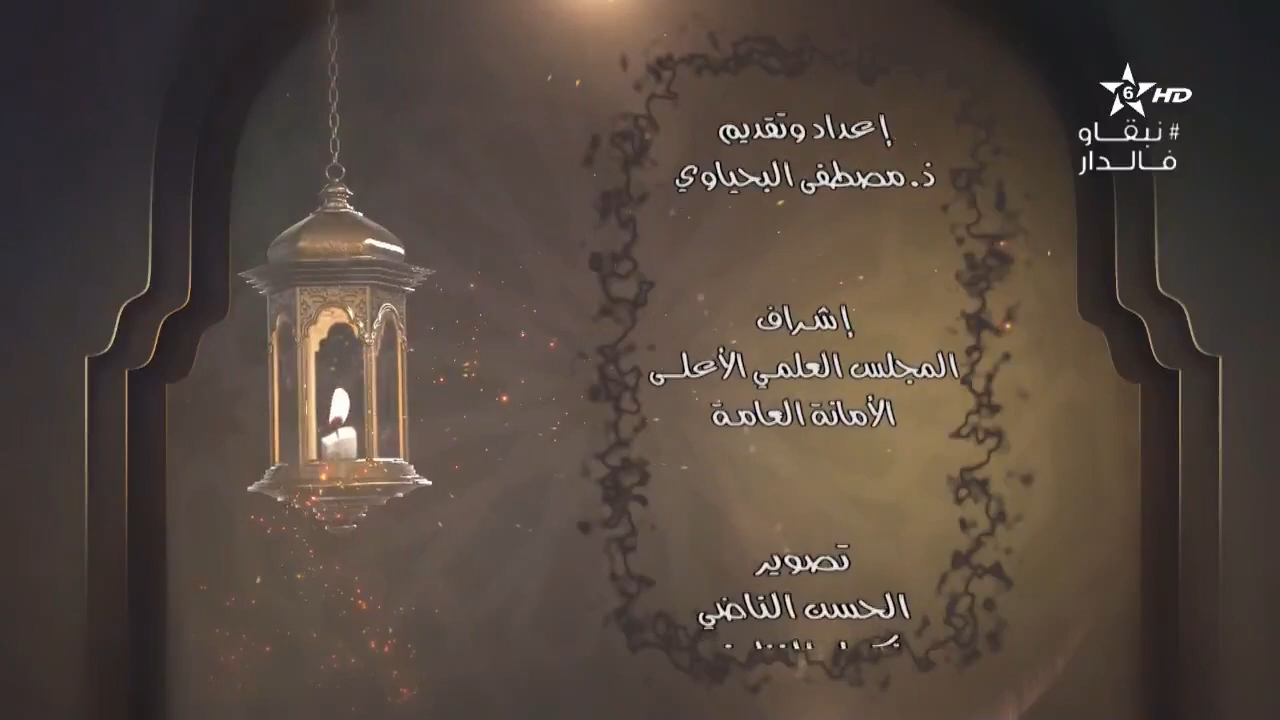 إعداد وتقديم
ذ. مصطفى البحياوي
إشراف
المجلس العلمي الأعلى
الأمانة العامة
تصوير
الحسن الناضي
6 HD
#نبقاو
فالدار